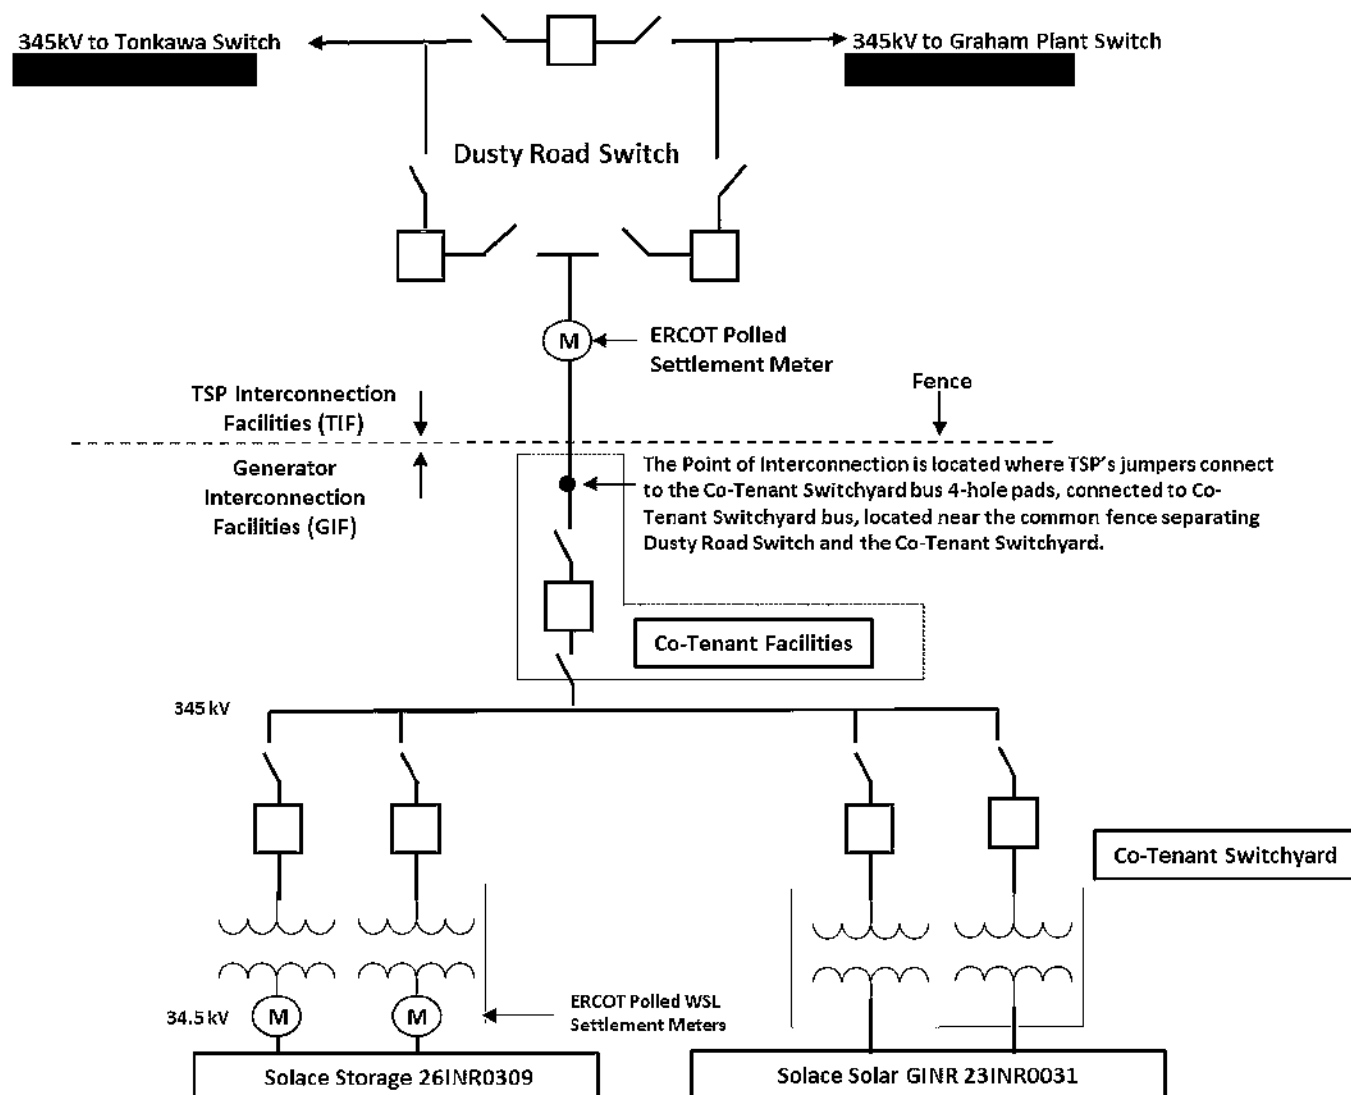 345kV to Tonkawa Switch
345kV to Graham Plant Switch
Dusty Road Switch
M
ERCOT Polled
Settlement Meter
TSP Interconnection
Facilities (TIF)
Fence
Generator
Interconnection
Facilities (GIF)
The Point of Interconnection is located where TSP's jumpers connect
to the Co-Tenant Switchyard bus 4-hole pads, connected to Co-
Tenant Switchyard bus, located near the common fence separating
Dusty Road Switch and the Co-Tenant Switchyard.
Co-Tenant Facilities
345 kV
Co-Tenant Switchyard
34.5 kV
M
M
ERCOT Polled WSL
Settlement Meters
Solace Storage 26INR0309
Solace Solar GINR 23INR0031